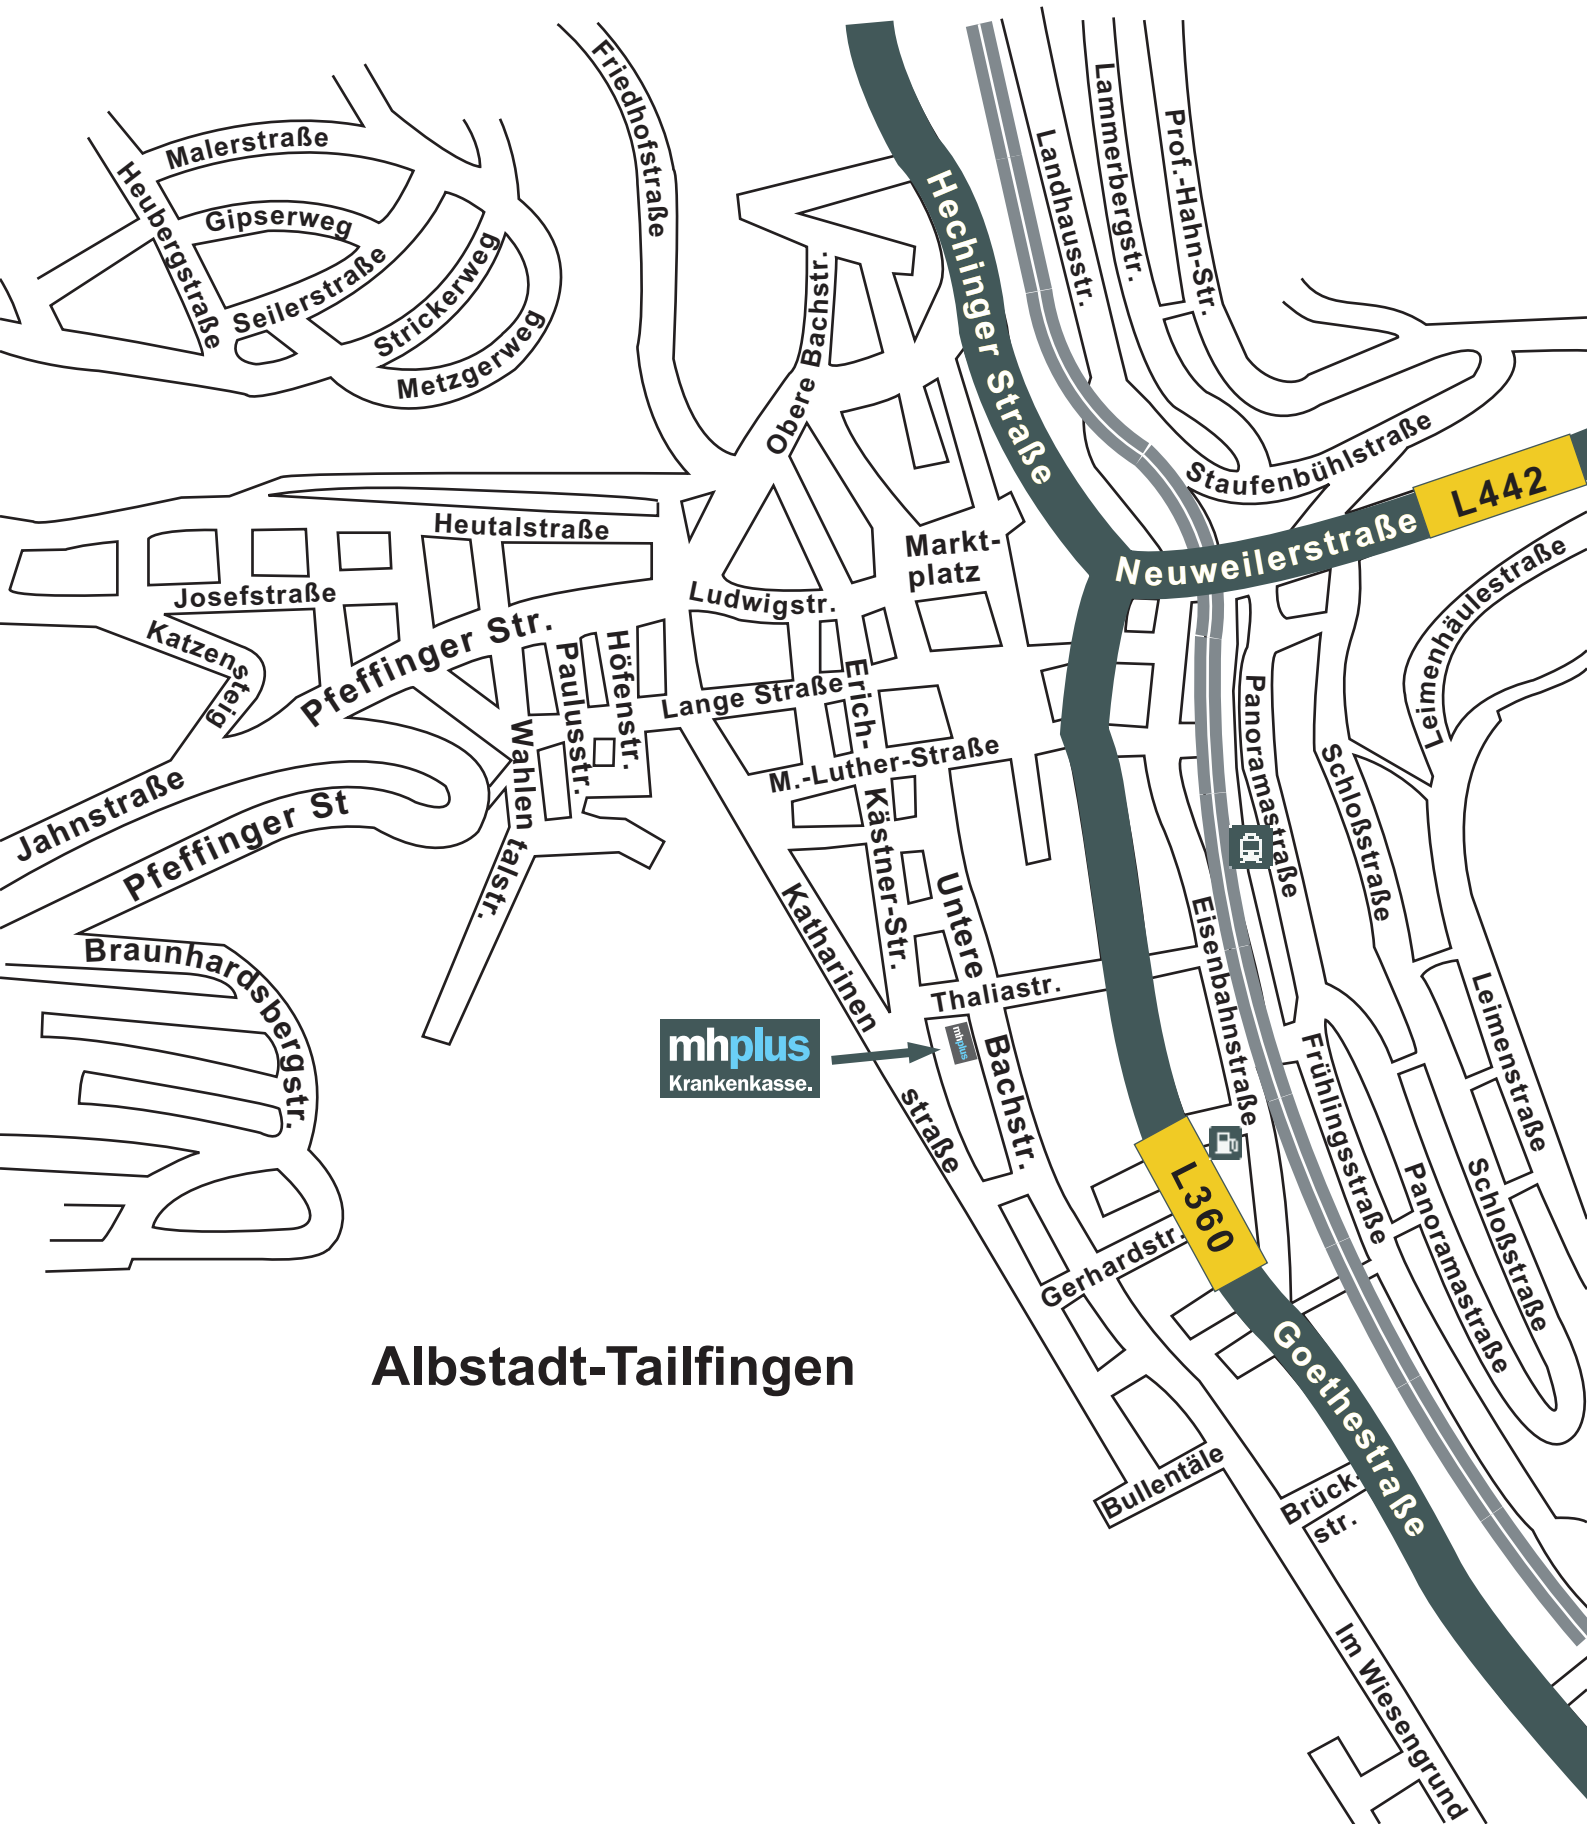 Friedhofstraße
Lammerbergstr.
Prof.-Hahn-Str.
Landhausstr.
Malerstraße
Heubergstraße
Gipserweg
Seilerstraße
Strickerweg
Metzgerweg
Hechinger Straße
Obere Bachstr.
Staufenbühlstraße
L442
Neuweilerstraße
Heutalstraße
Markt-
platz
Josefstraße
Ludwigstr.
Katzen
steig
Pfeffinger Str.
Paulusstr.
Höfenstr.
Lange Straße
Erich-
Kästner-Str.
M.-Luther-Straße
Leimenhäulestraße
Panoramastraße
Schloßstraße
Wahlen
talstr.
Jahnstraße
Pfeffinger St
Katharinen
straße
Untere
Bachstr.
Eisenbahnstraße
Braunhardsbergstr.
Thaliastr.
mhplus
Krankenkasse.
mhplus
Leimenstraße
Frühlingsstraße
Panoramastraße
Schloßstraße
L360
Gerhardstr.
Albstadt-Tailfingen
Goethestraße
Bullentäle
Brück-
str.
Im Wiesengrund